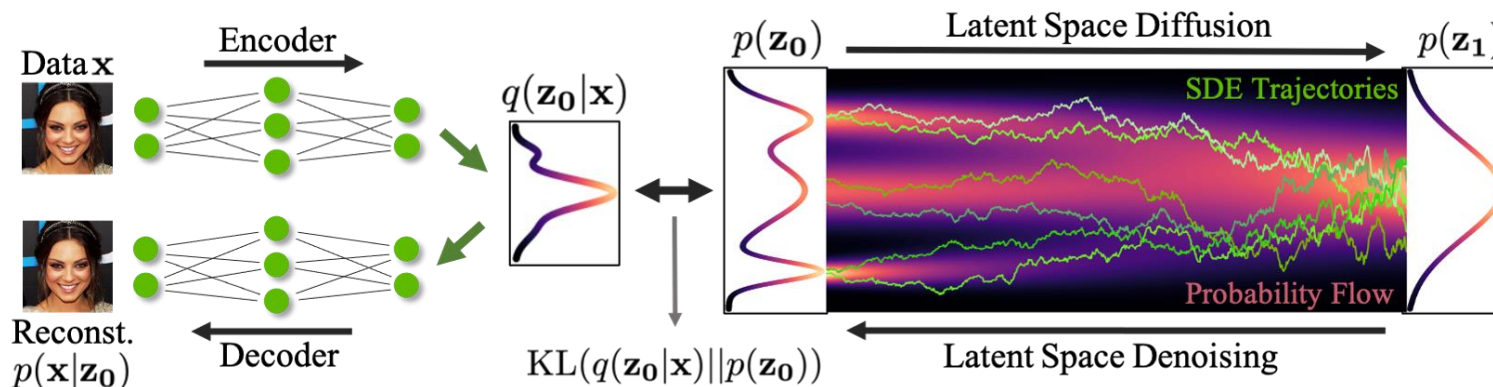 Encoder
Data x
q(z₀|x)
Reconst.
p(x|z₀)
Decoder
KL(q(z₀|x)||p(z₀))
p(z₀)
Latent Space Diffusion
p(z₁)
SDE Trajectories
Probability Flow
Latent Space Denoising